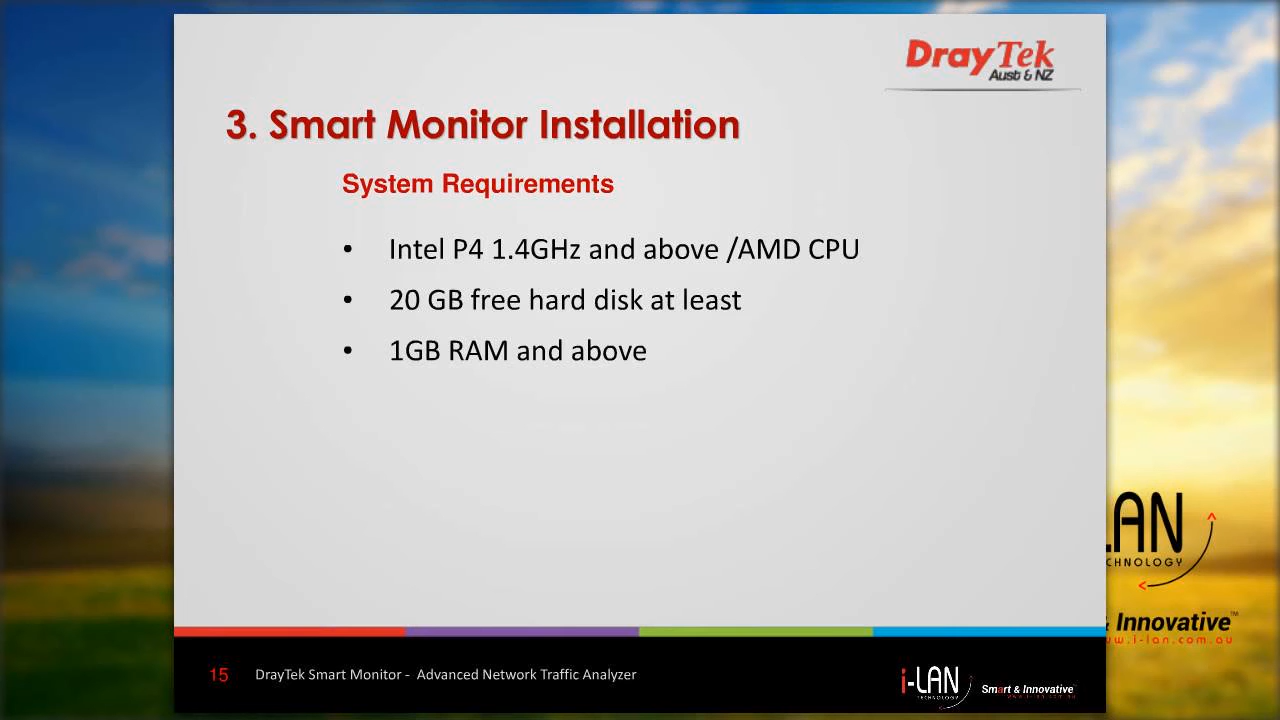 DrayTek
Aust & NZ
3. Smart Monitor Installation
System Requirements
• Intel P4 1.4GHz and above /AMD CPU
• 20 GB free hard disk at least
• 1GB RAM and above
LAN
CHNOLOGY
& Innovative™
w.i-lan.com.au
15 DrayTek Smart Monitor - Advanced Network Traffic Analyzer
i-LAN
TECHNOLOGY
Smart & Innovative